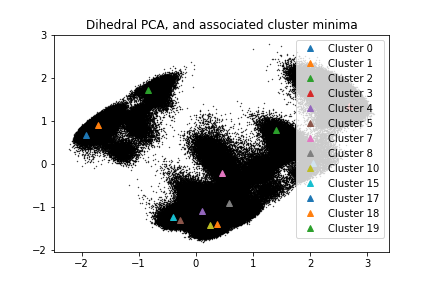 Dihedral PCA, and associated cluster minima
3
2
1
0
−1
−2
−2
−1
0
1
2
3
Cluster 0
Cluster 1
Cluster 2
Cluster 3
Cluster 4
Cluster 5
Cluster 7
Cluster 8
Cluster 10
Cluster 15
Cluster 17
Cluster 18
Cluster 19